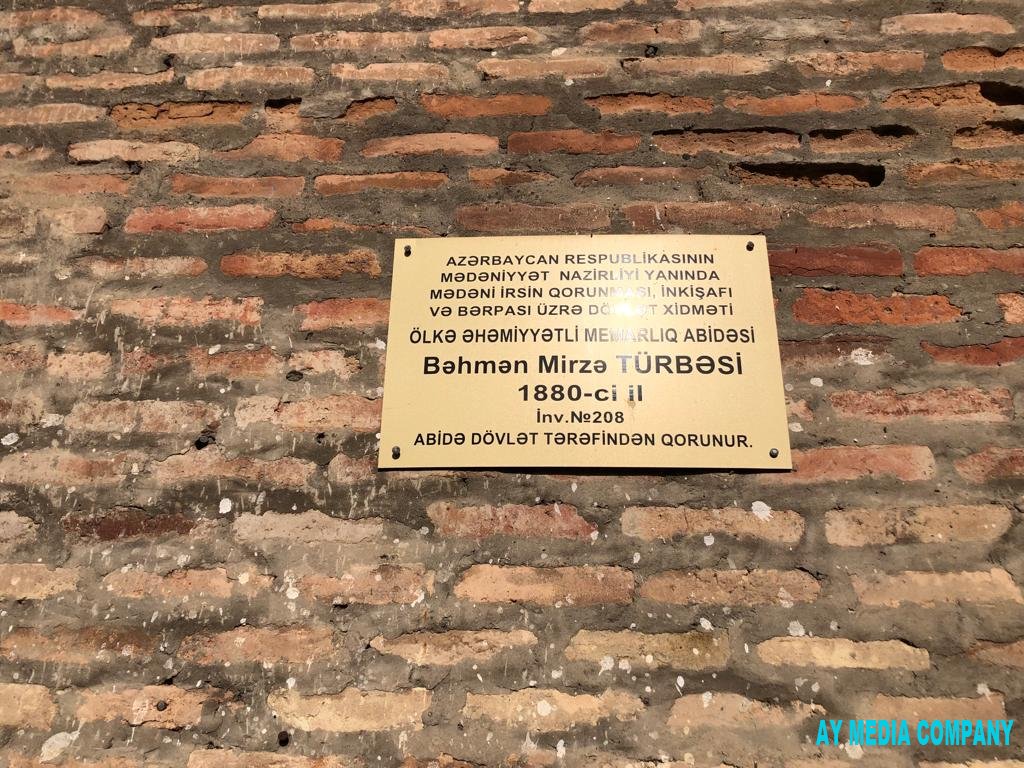 AZƏRBAYCAN RESPUBLİKASININ
MƏDƏNİYYƏT NAZİRLİYİ YANINDA
MƏDƏNİ İRSİN QORUNMASI, İNKİŞAFI
VƏ BƏRPASI ÜZRƏ DÖVLƏT XİDMƏTİ
ÖLKƏ ƏHƏMİYYƏTLİ MEMARLIQ ABİDƏSİ
Bəhmən Mirzə TÜRBƏSİ
1880-ci il
İnv.№208
ABİDƏ DÖVLƏT TƏRƏFİNDƏN QORUNUR.
AY MEDIA COMPANY